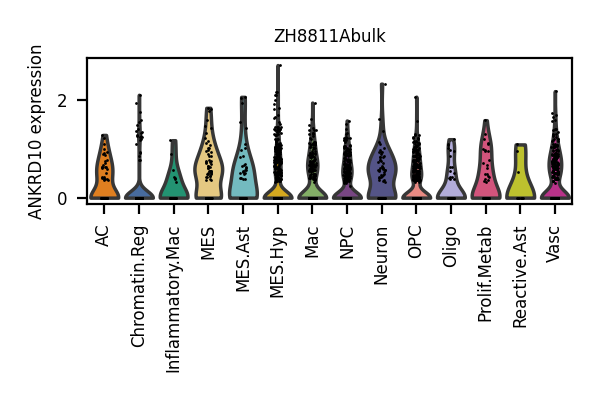 ZH8811Abulk
ANKRD10 expression
2
0
AC
Chromatin.Reg
Inflammatory.Mac
MES
MES.Ast
MES.Hyp
Mac
NPC
Neuron
OPC
Oligo
Prolif.Metab
Reactive.Ast
Vasc